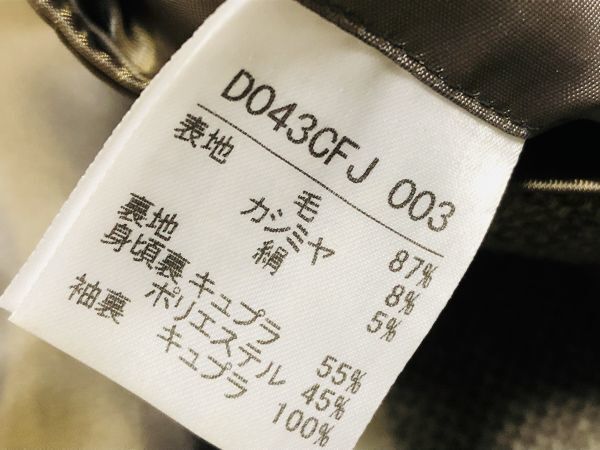 D043CFJ 003
表地 毛 87%
カシミヤ 8%
裏地 絹 5%
身頃裏 キュプラ 55%
ポリエステル 45%
袖裏 キュプラ 100%